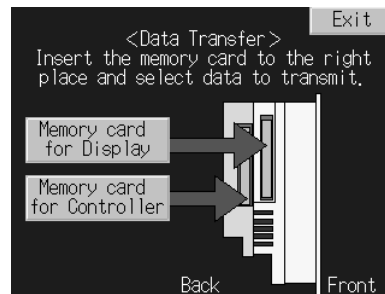 Exit
<Data Transfer>
Insert the memory card to the right
place and select data to transmit.
Memory card
for Display
Memory card
for Controller
Back
Front